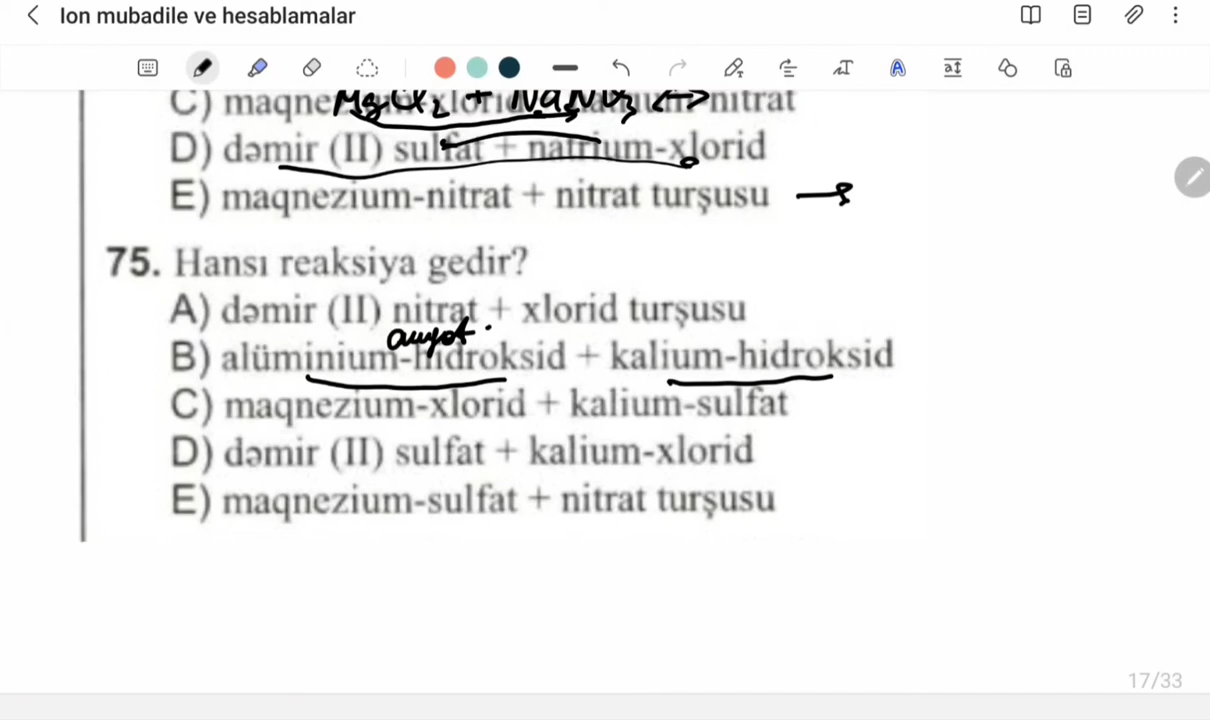 Ion mubadile ve hesablamalar
C) maqne MgCl₂ + NaNO₃ ↔ nitrat
D) dəmir (II) sulfat + natrium-xlorid
E) maqnezium-nitrat + nitrat turşusu →
75. Hansı reaksiya gedir?
A) dəmir (II) nitrat + xlorid turşusu
B) alüminium-hidroksid + kalium-hidroksid
C) maqnezium-xlorid + kalium-sulfat
D) dəmir (II) sulfat + kalium-xlorid
E) maqnezium-sulfat + nitrat turşusu
17/33